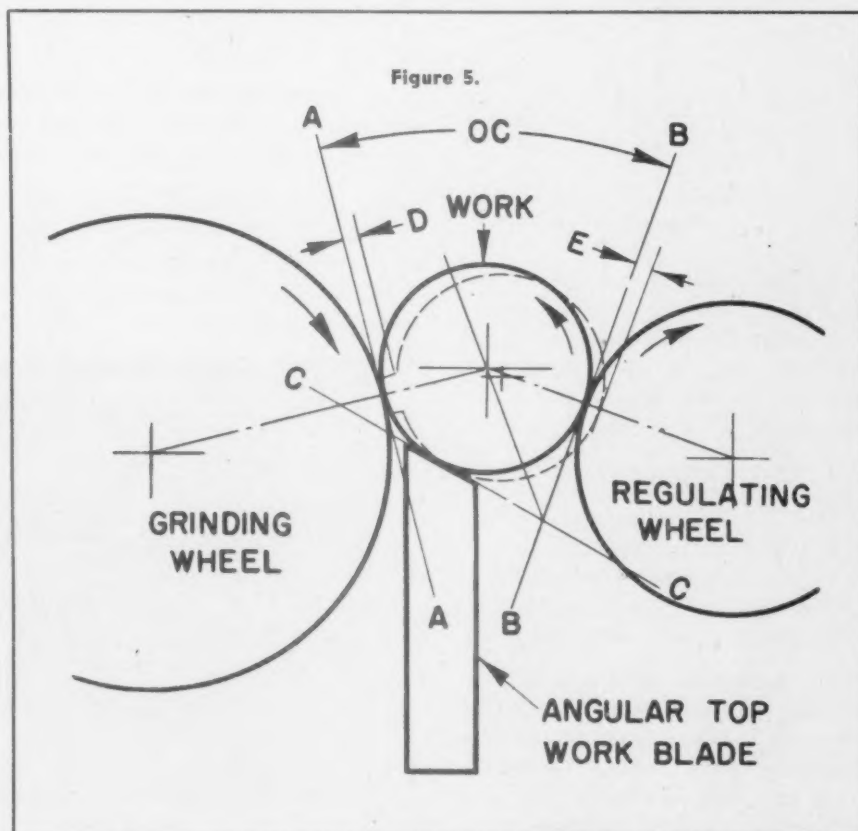 Figure 5.
A
OC
B
D
WORK
E
C
GRINDING
WHEEL
REGULATING
WHEEL
C
A
B
ANGULAR TOP
WORK BLADE